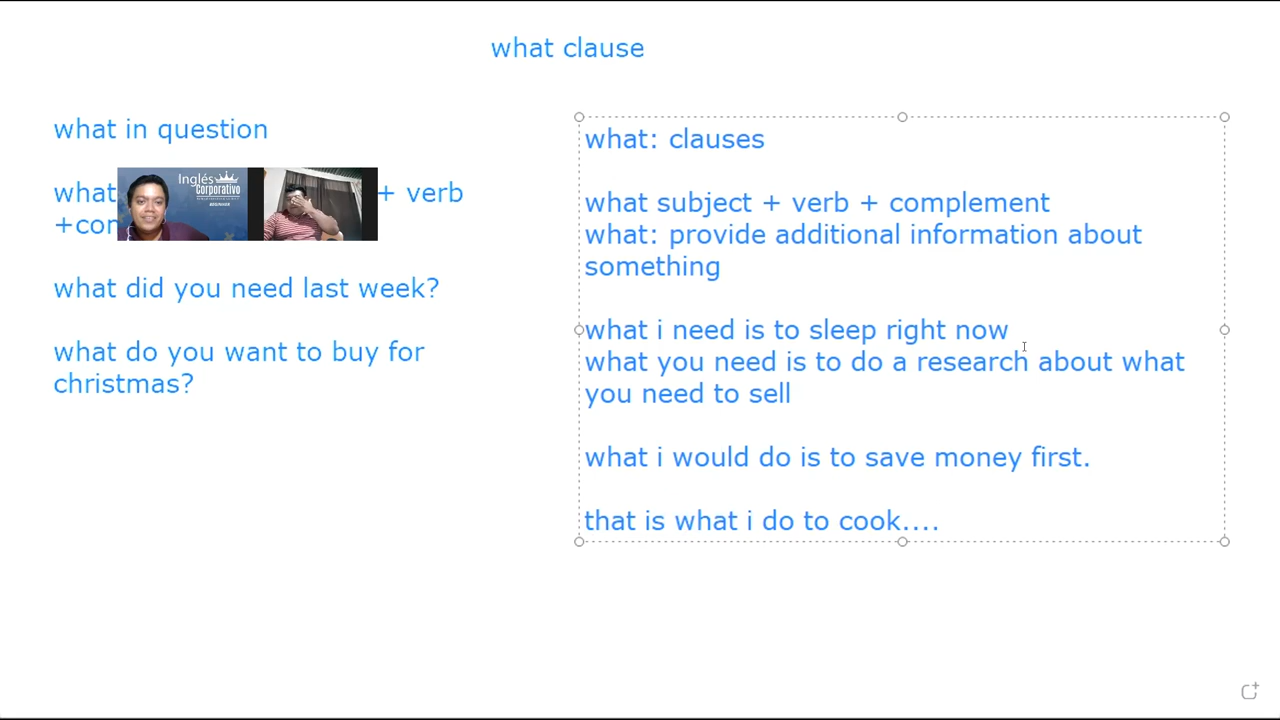 what clause
what in question
what + verb
+con
what did you need last week?
what do you want to buy for
christmas?
Inglés
Corporativo
what: clauses
what subject + verb + complement
what: provide additional information about
something
what i need is to sleep right now
what you need is to do a research about what
you need to sell
what i would do is to save money first.
that is what i do to cook....